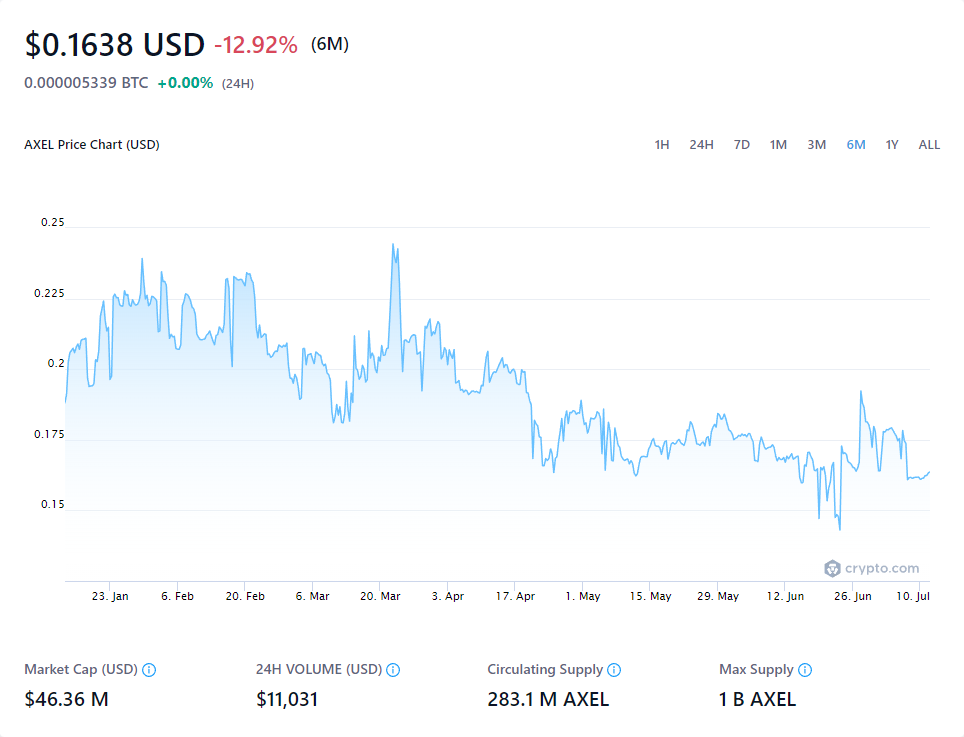 $0.1638 USD -12.92% (6M)
0.000005339 BTC +0.00% (24H)
AXEL Price Chart (USD) 1H 24H 7D 1M 3M 6M 1Y ALL
0.25
0.225
0.2
0.175
0.15
crypto.com
23. Jan 6. Feb 20. Feb 6. Mar 20. Mar 3. Apr 17. Apr 1. May 15. May 29. May 12. Jun 26. Jun 10. Jul
Market Cap (USD) 24H VOLUME (USD) Circulating Supply Max Supply
$46.36 M $11,031 283.1 M AXEL 1 B AXEL